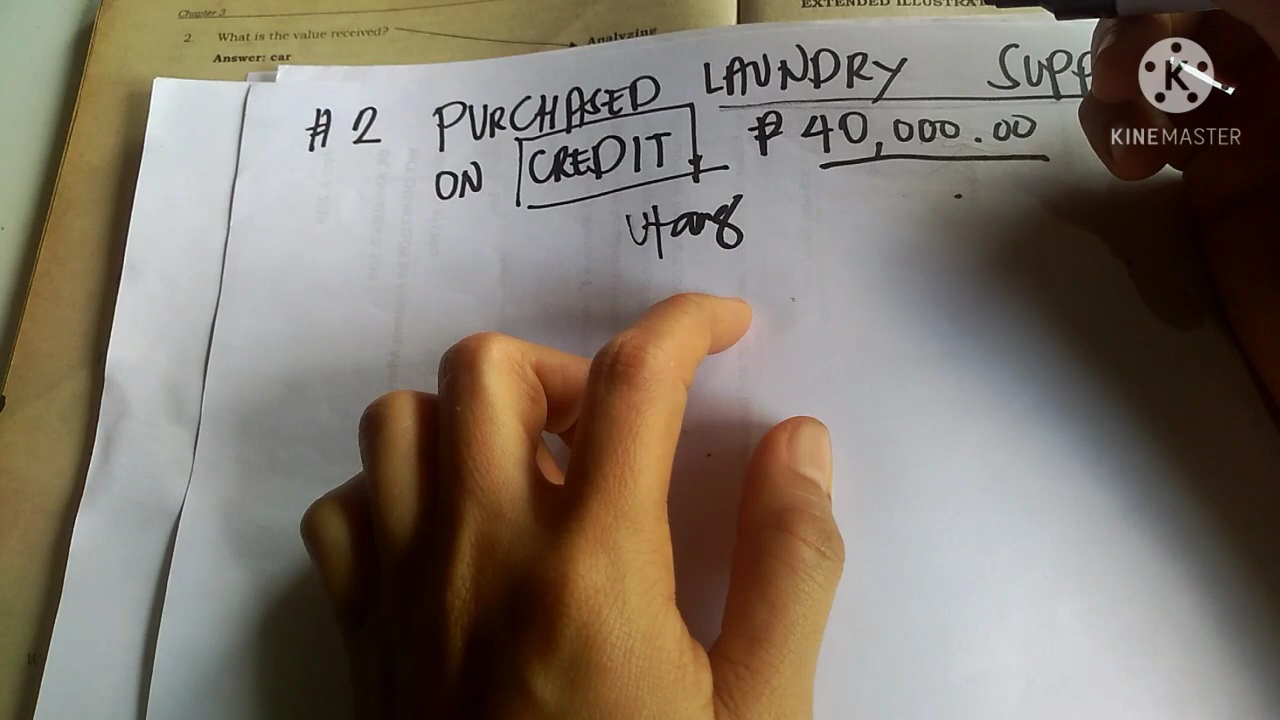 Chapter 3
2. What is the value received?
Analyzing
Answer: car
EXTENDED ILLUSTRAT
#2 PURCHASED LAUNDRY SUPP
ON CREDIT ₱ 40,000.00
utang
KINEMASTER